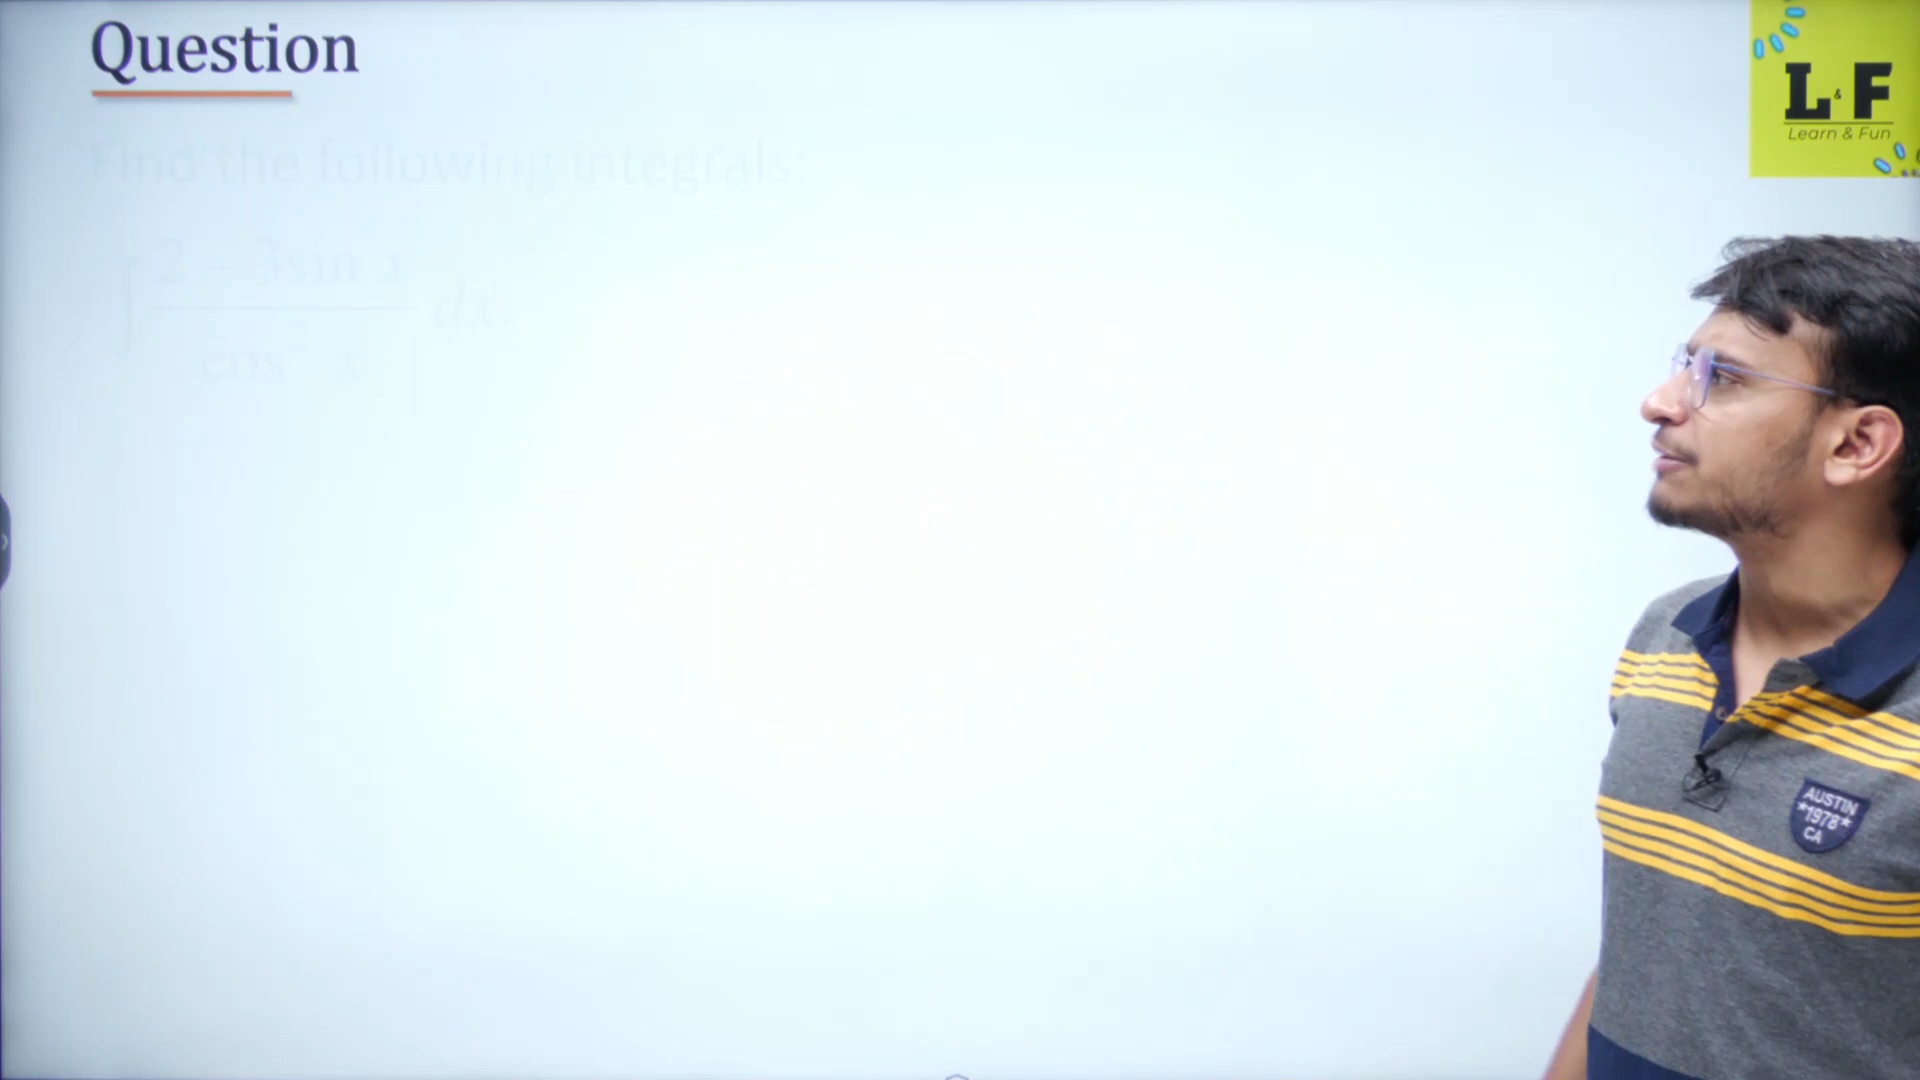 Question
Find the following integrals:
∫ (2 − 3sin x)/(cos² x) dx.
L & F
Learn & Fun
AUSTIN
★1978★
CA